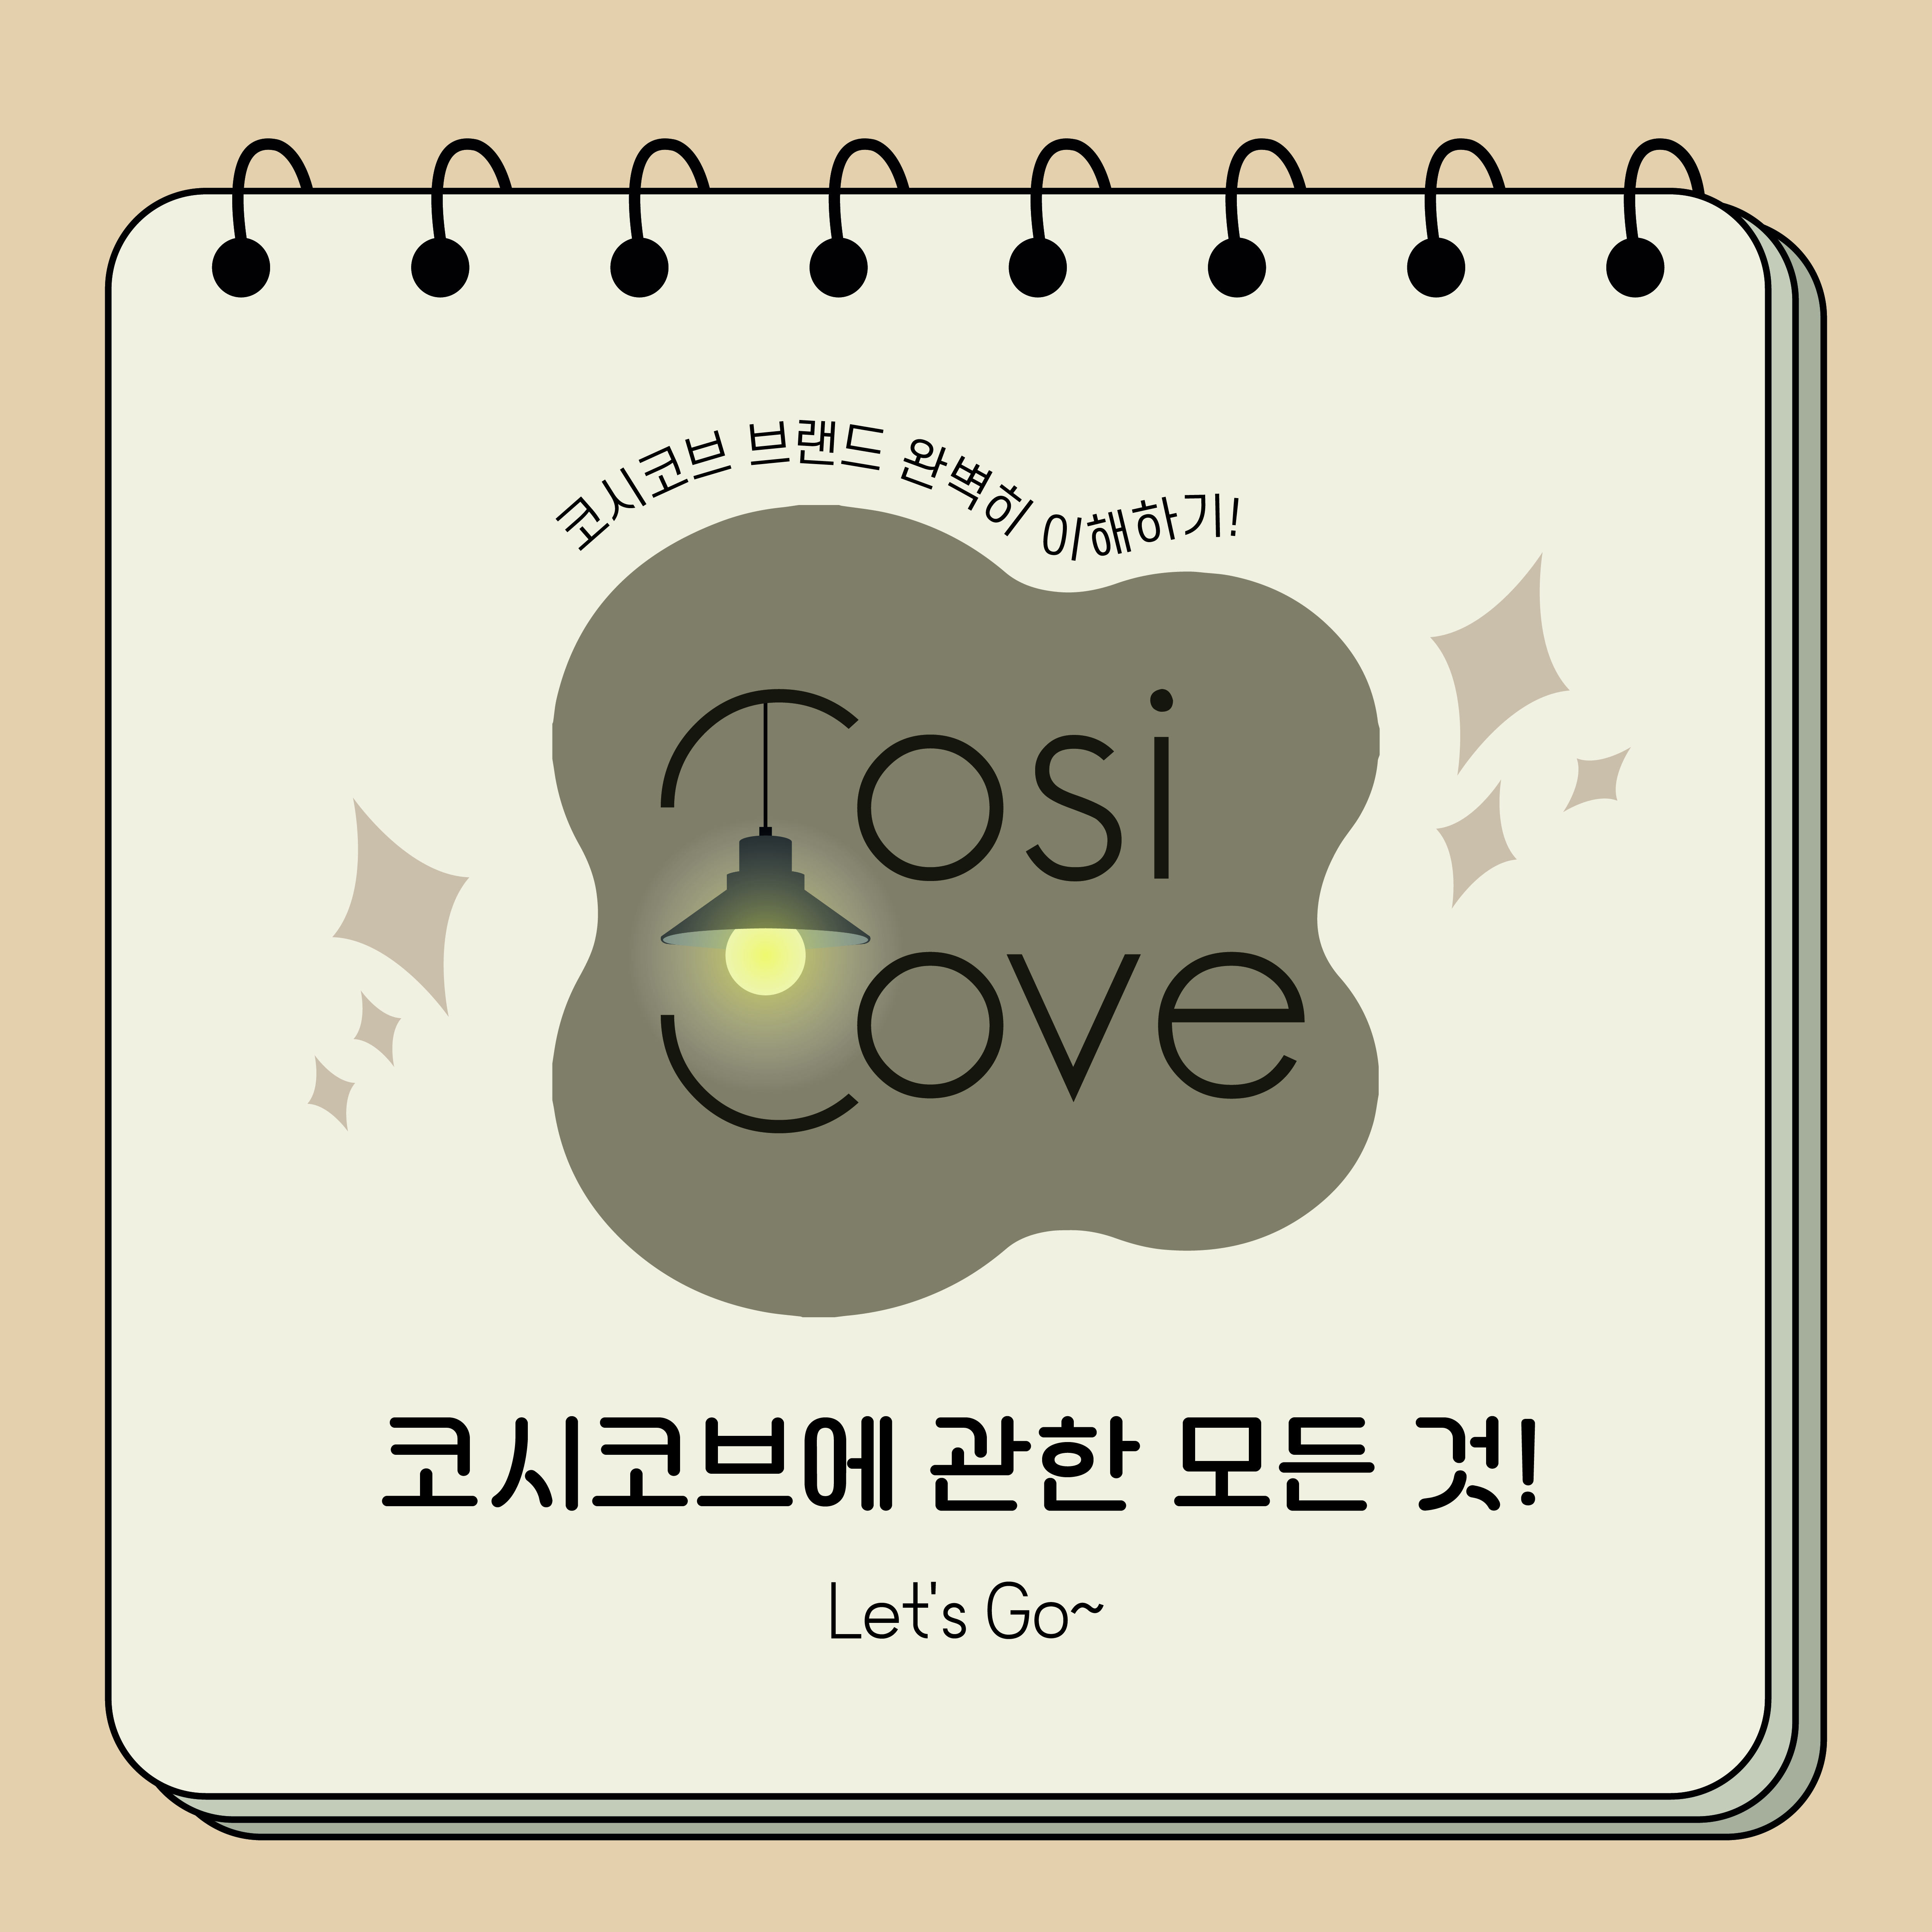 코시코브 브랜드 완벽히 이해하기!
Cosi
Cove
코시코브에 관한 모든 것!
Let's Go~